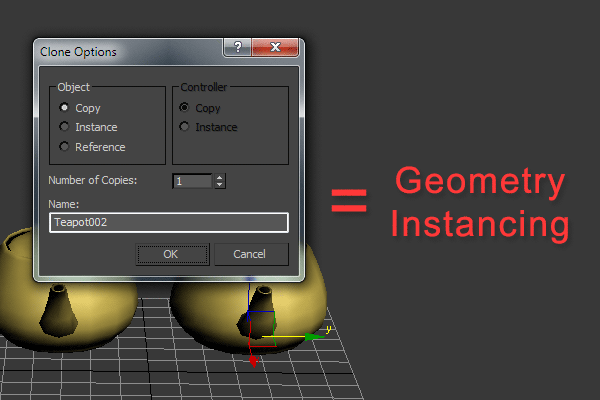 Clone Options
?
Object
Controller
Copy
Copy
Instance
Instance
Reference
Number of Copies:
1
Name:
Teapot002
OK
Cancel
=
Geometry
Instancing
y